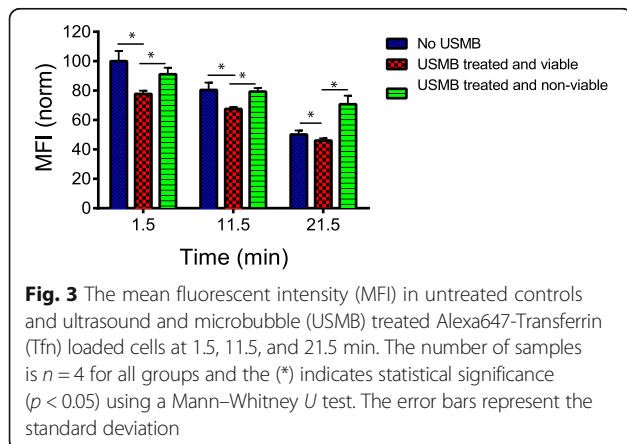 120
100
80
60
40
20
0
MFI (norm)
* * * * * *
1.5 11.5 21.5
Time (min)
No USMB
USMB treated and viable
USMB treated and non-viable
Fig. 3 The mean fluorescent intensity (MFI) in untreated controls
and ultrasound and microbubble (USMB) treated Alexa647-Transferrin
(Tfn) loaded cells at 1.5, 11.5, and 21.5 min. The number of samples
is n = 4 for all groups and the (*) indicates statistical significance
(p < 0.05) using a Mann–Whitney U test. The error bars represent the
standard deviation